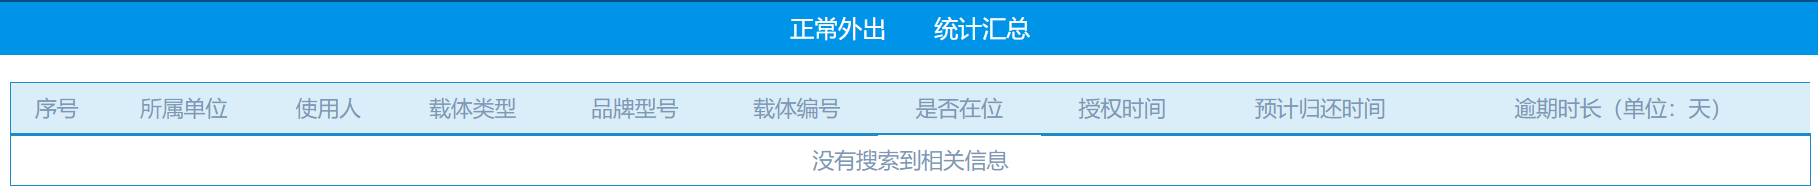 正常外出 统计汇总
序号 所属单位 使用人 载体类型 品牌型号 载体编号 是否在位 授权时间 预计归还时间 逾期时长（单位：天）
没有搜索到相关信息